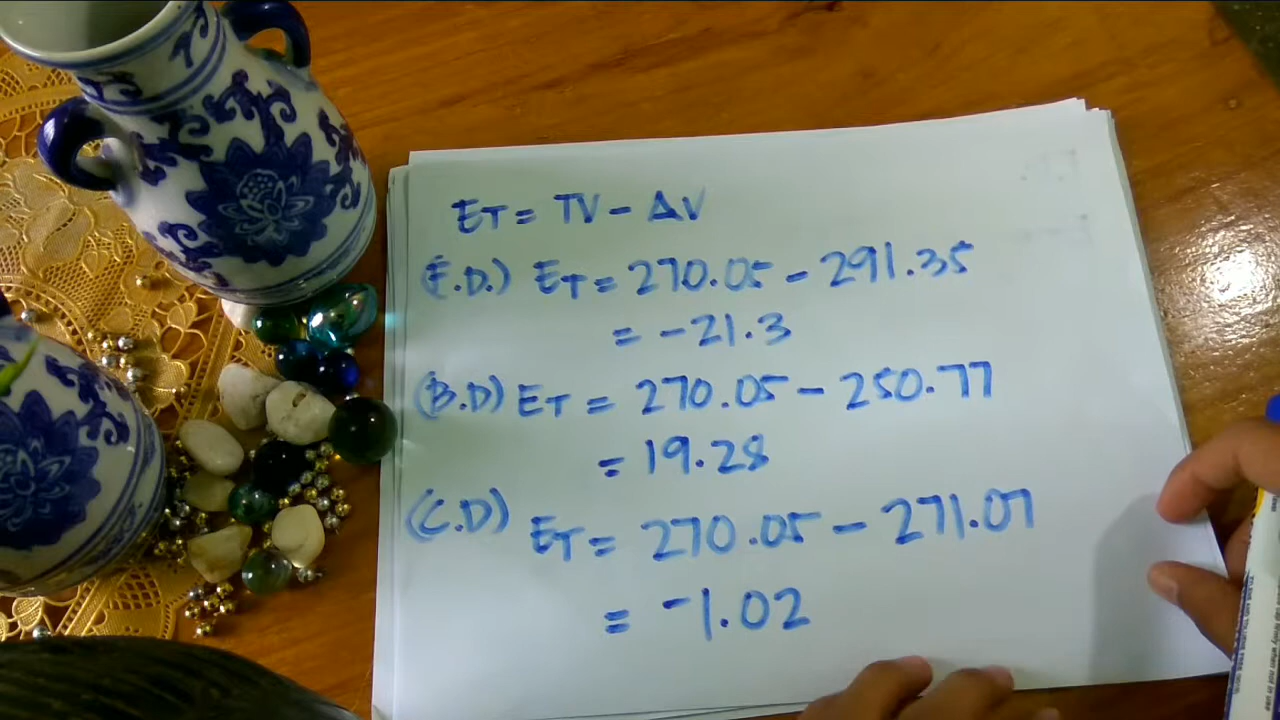 ET = TV - AV
(F.D.) ET = 270.05 - 291.35
= -21.3
(B.D) ET = 270.05 - 250.77
= 19.28
(C.D) ET = 270.05 - 271.07
= -1.02